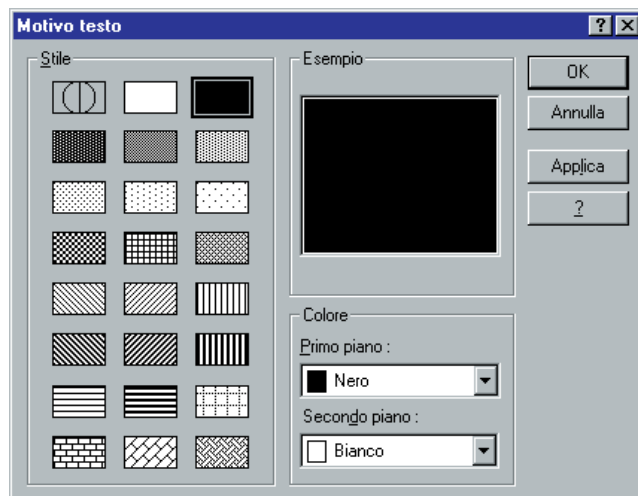 Motivo testo
?
Stile
Esempio
OK
Annulla
Applica
?
Colore
Primo piano :
Nero
Secondo piano :
Bianco